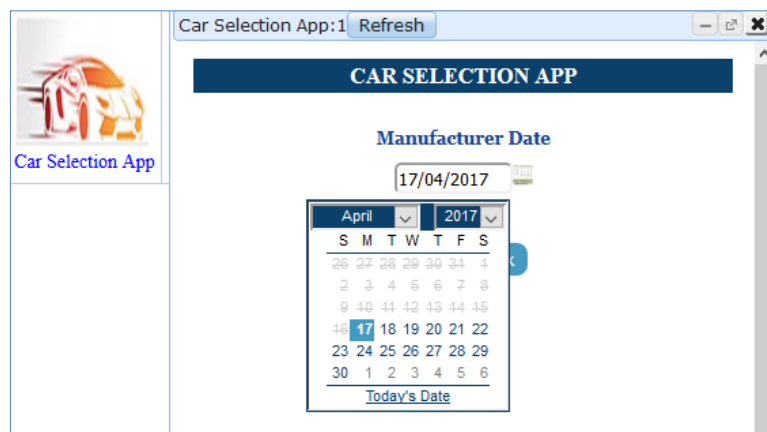 Car Selection App:1 Refresh
CAR SELECTION APP
Manufacturer Date
Car Selection App
17/04/2017
April 2017
S M T W T F S
26 27 28 29 30 31 1
2 3 4 5 6 7 8
9 10 11 12 13 14 15
16 17 18 19 20 21 22
23 24 25 26 27 28 29
30 1 2 3 4 5 6
Today's Date